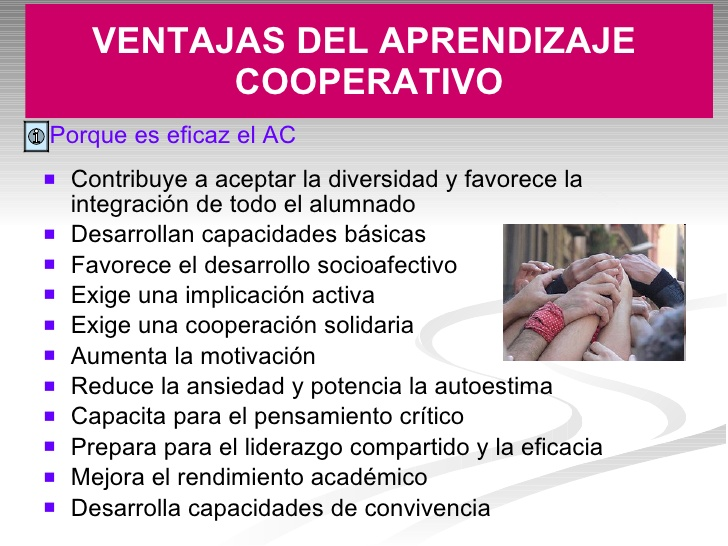 VENTAJAS DEL APRENDIZAJE
COOPERATIVO
Porque es eficaz el AC
Contribuye a aceptar la diversidad y favorece la
integración de todo el alumnado
Desarrollan capacidades básicas
Favorece el desarrollo socioafectivo
Exige una implicación activa
Exige una cooperación solidaria
Aumenta la motivación
Reduce la ansiedad y potencia la autoestima
Capacita para el pensamiento crítico
Prepara para el liderazgo compartido y la eficacia
Mejora el rendimiento académico
Desarrolla capacidades de convivencia